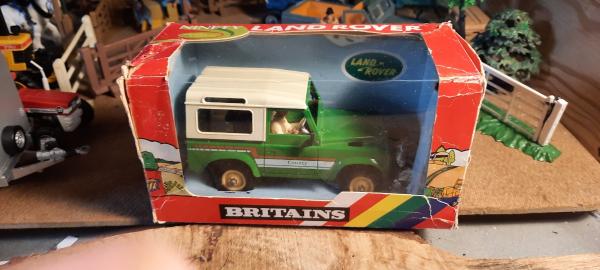 LAND ROVER
LAND
ROVER
County
BRITAINS